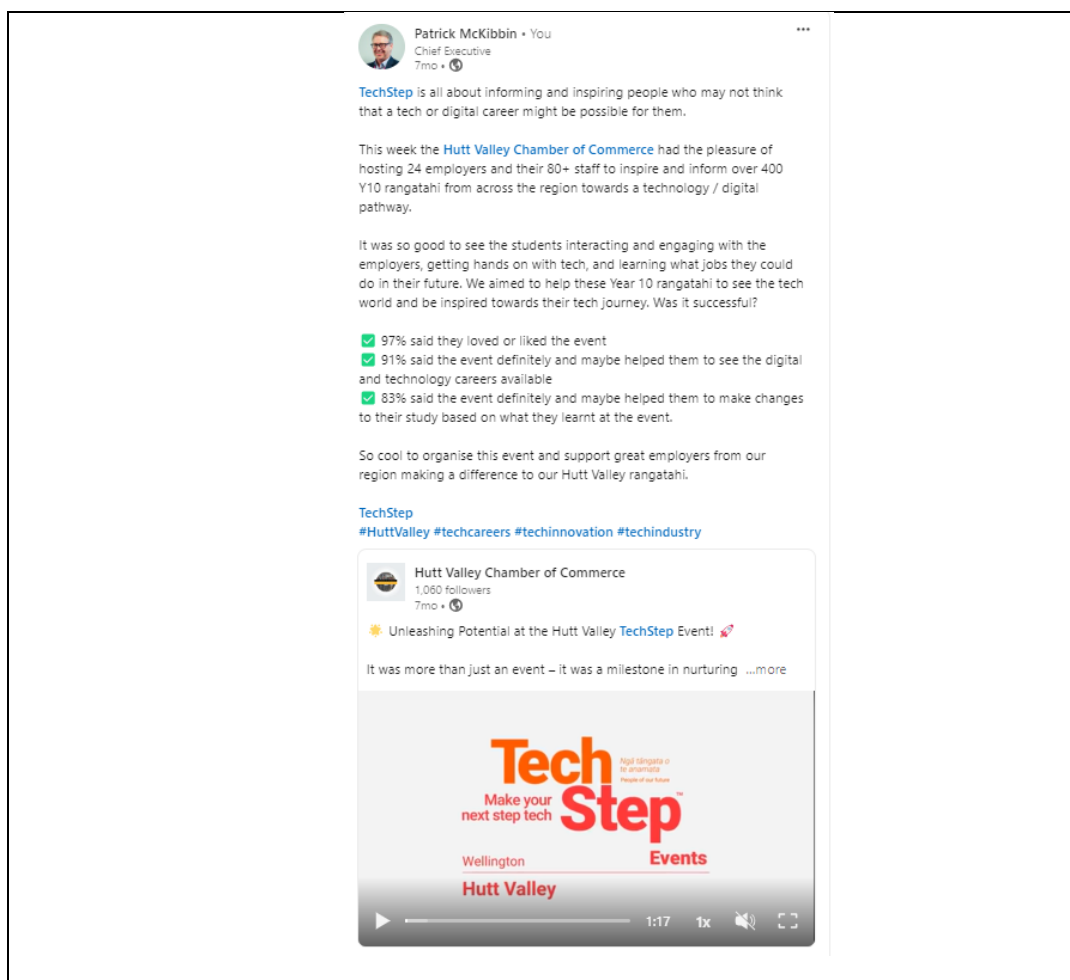 Patrick McKibbin • You
Chief Executive
7mo •
TechStep is all about informing and inspiring people who may not think
that a tech or digital career might be possible for them.
This week the Hutt Valley Chamber of Commerce had the pleasure of
hosting 24 employers and their 80+ staff to inspire and inform over 400
Y10 rangatahi from across the region towards a technology / digital
pathway.
It was so good to see the students interacting and engaging with the
employers, getting hands on with tech, and learning what jobs they could
do in their future. We aimed to help these Year 10 rangatahi to see the tech
world and be inspired towards their tech journey. Was it successful?
✅ 97% said they loved or liked the event
✅ 91% said the event definitely and maybe helped them to see the digital
and technology careers available
✅ 83% said the event definitely and maybe helped them to make changes
to their study based on what they learnt at the event.
So cool to organise this event and support great employers from our
region making a difference to our Hutt Valley rangatahi.
TechStep
#HuttValley #techcareers #techinnovation #techindustry
Hutt Valley Chamber of Commerce
1,060 followers
7mo •
🌟 Unleashing Potential at the Hutt Valley TechStep Event! 🚀
It was more than just an event – it was a milestone in nurturing ...more
Tech
Ngā tāngata o
te anamata
People of our future
Make your
next step tech
Step™
Wellington
Events
Hutt Valley
1:17 1x